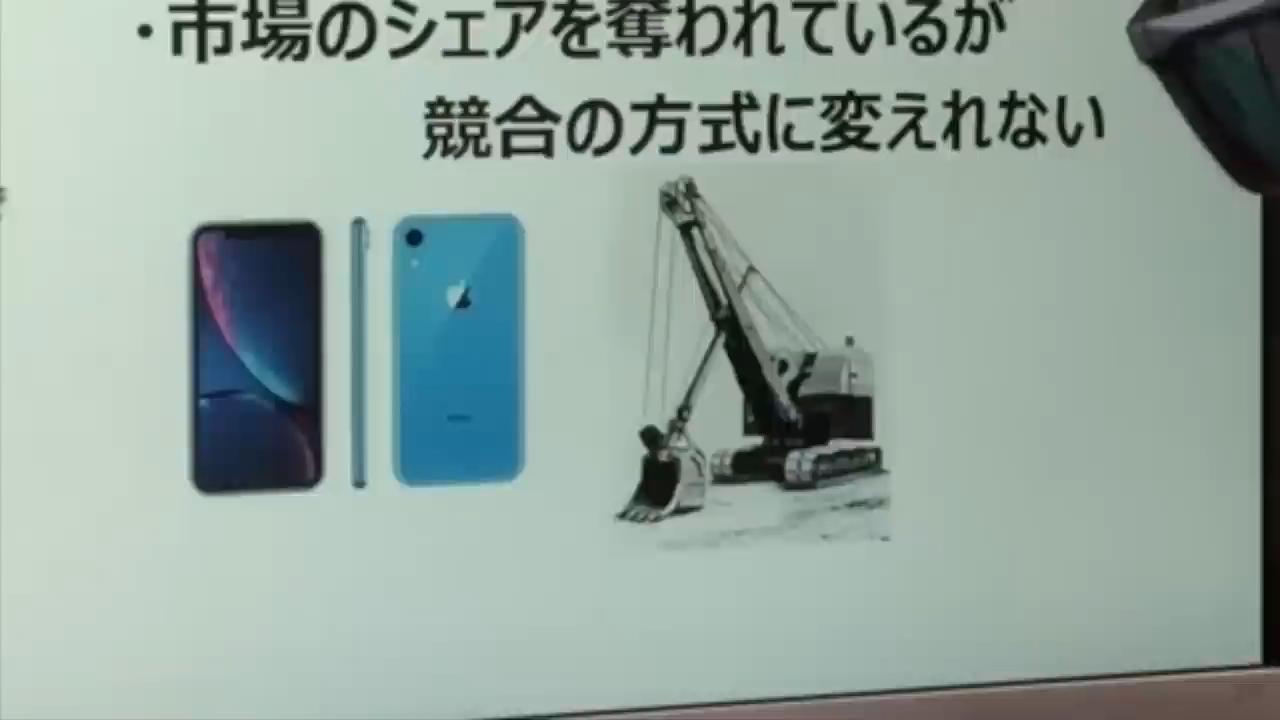 ・市場のシェアを奪われているが
競合の方式に変えれない